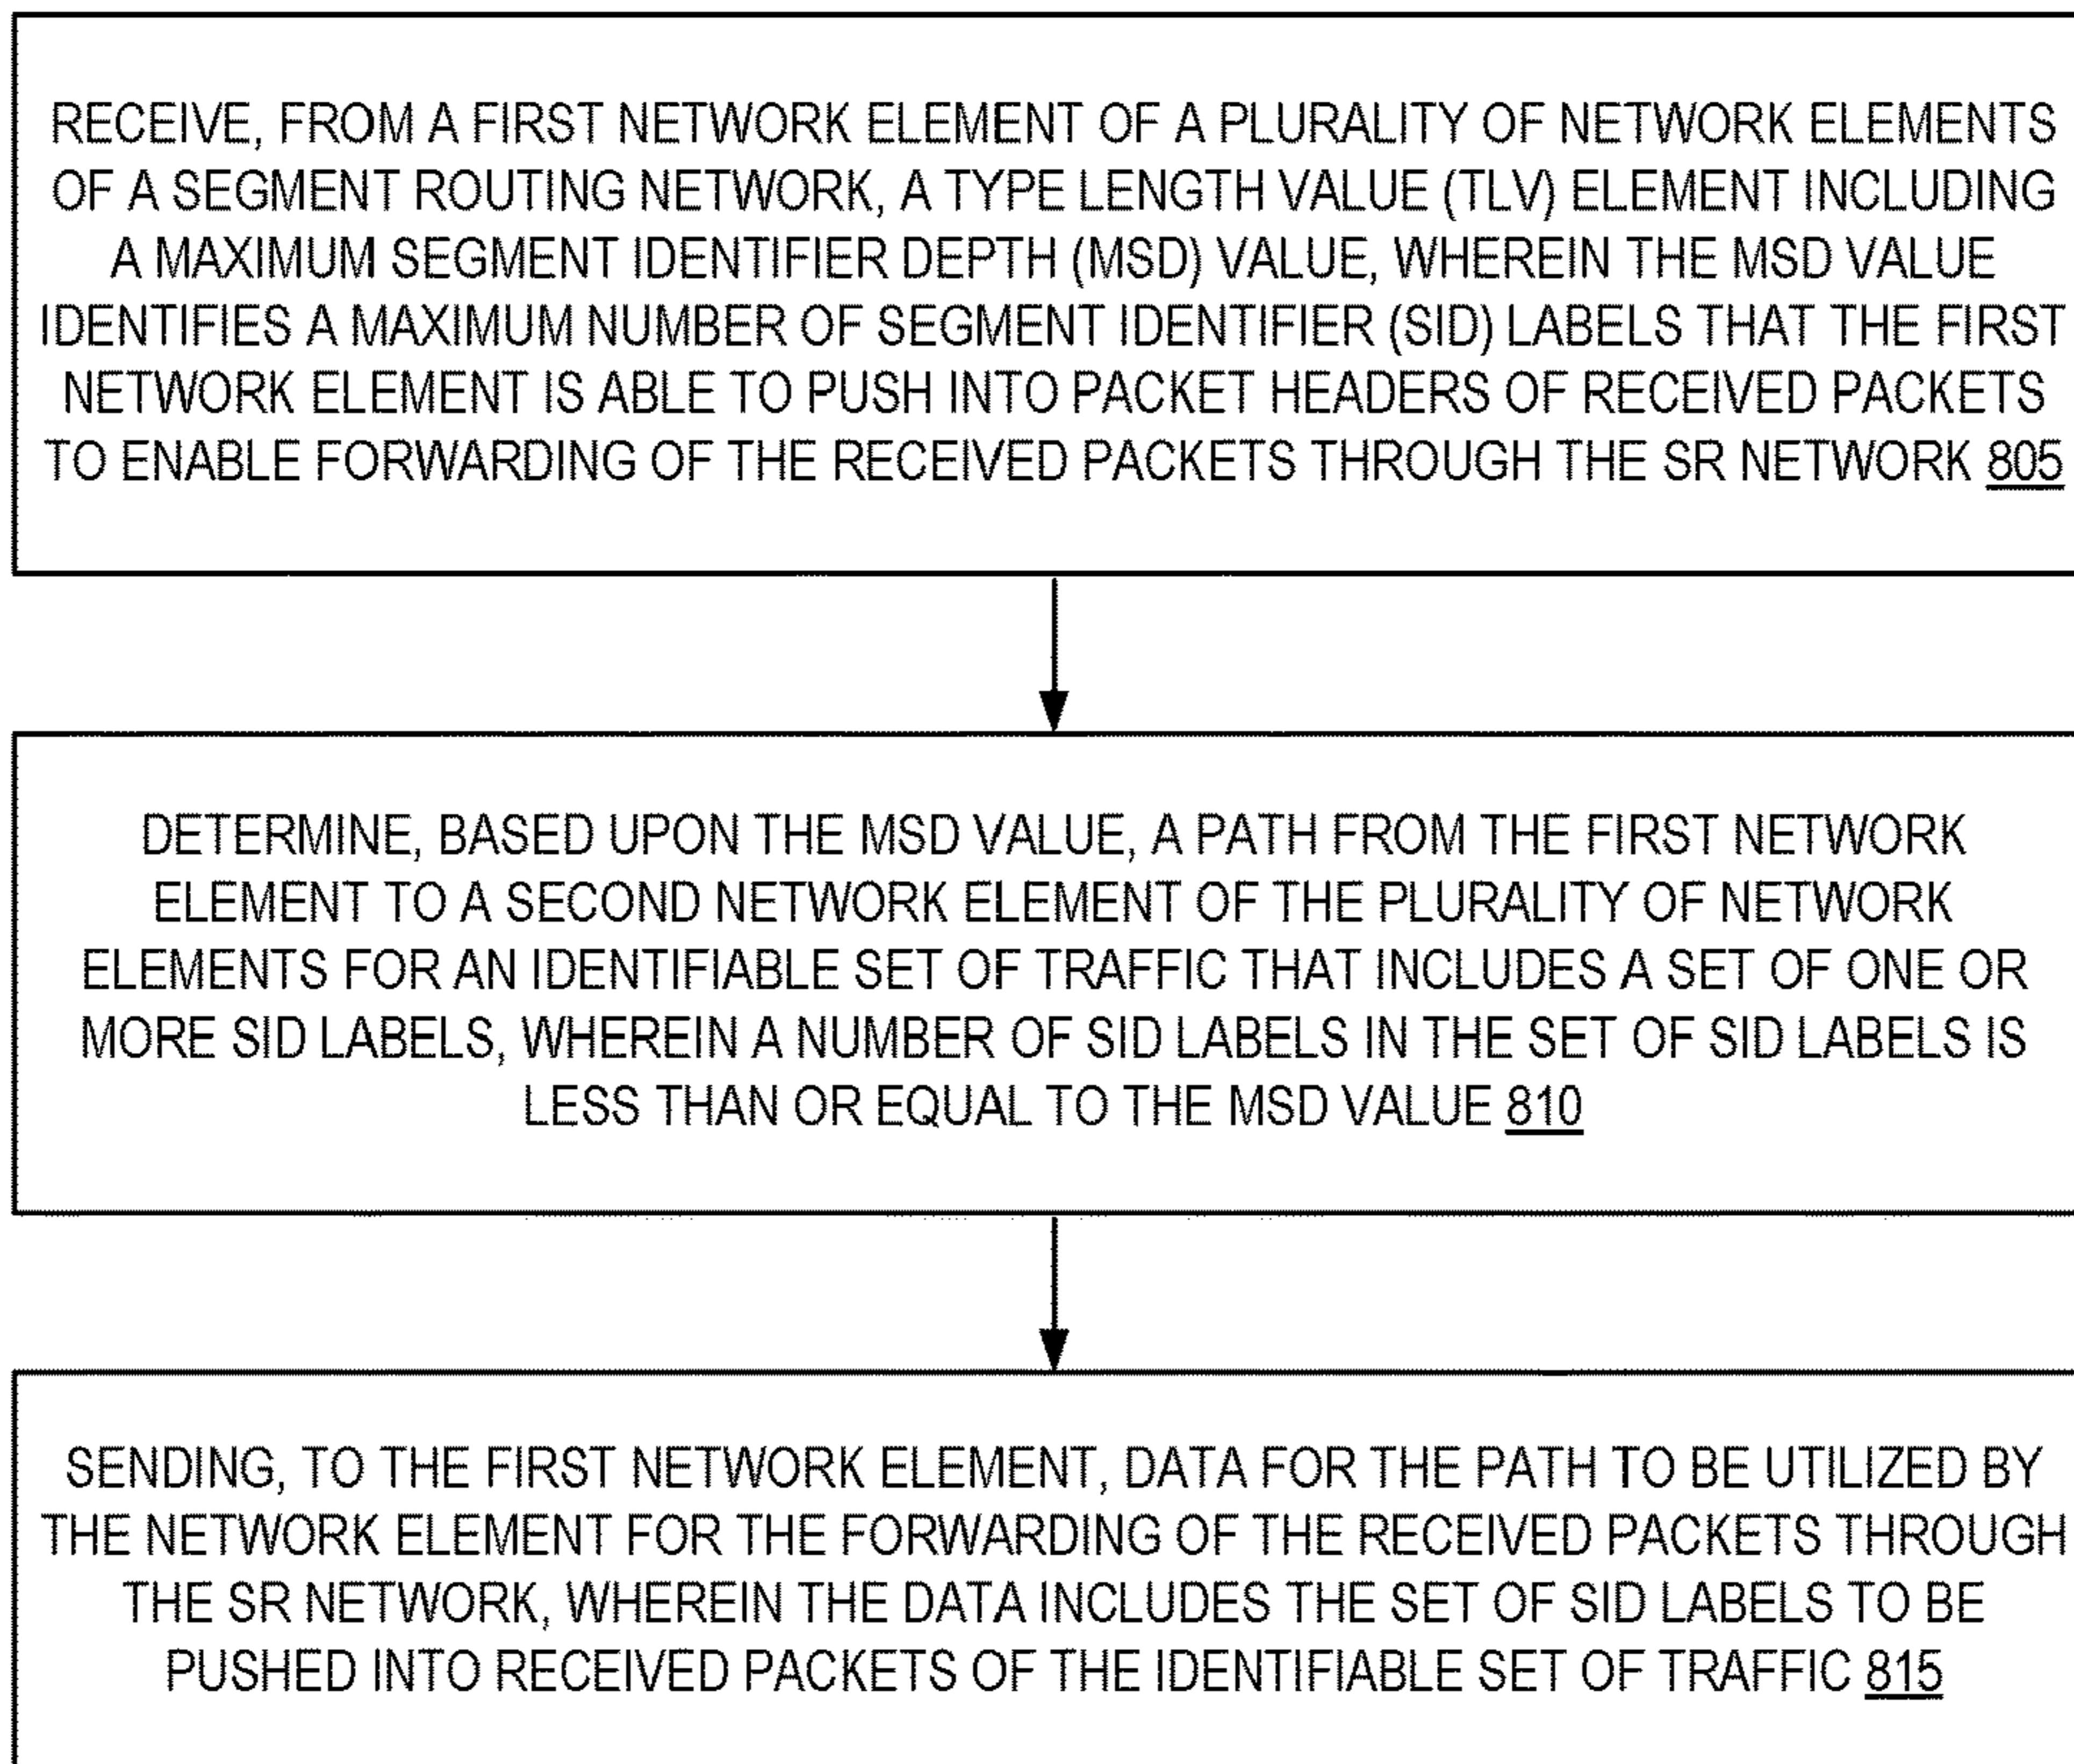 RECEIVE, FROM A FIRST NETWORK ELEMENT OF A PLURALITY OF NETWORK ELEMENTS
OF A SEGMENT ROUTING NETWORK, A TYPE LENGTH VALUE (TLV) ELEMENT INCLUDING
A MAXIMUM SEGMENT IDENTIFIER DEPTH (MSD) VALUE, WHEREIN THE MSD VALUE
IDENTIFIES A MAXIMUM NUMBER OF SEGMENT IDENTIFIER (SID) LABELS THAT THE FIRST
NETWORK ELEMENT IS ABLE TO PUSH INTO PACKET HEADERS OF RECEIVED PACKETS
TO ENABLE FORWARDING OF THE RECEIVED PACKETS THROUGH THE SR NETWORK 805
DETERMINE, BASED UPON THE MSD VALUE, A PATH FROM THE FIRST NETWORK
ELEMENT TO A SECOND NETWORK ELEMENT OF THE PLURALITY OF NETWORK
ELEMENTS FOR AN IDENTIFIABLE SET OF TRAFFIC THAT INCLUDES A SET OF ONE OR
MORE SID LABELS, WHEREIN A NUMBER OF SID LABELS IN THE SET OF SID LABELS IS
LESS THAN OR EQUAL TO THE MSD VALUE 810
SENDING, TO THE FIRST NETWORK ELEMENT, DATA FOR THE PATH TO BE UTILIZED BY
THE NETWORK ELEMENT FOR THE FORWARDING OF THE RECEIVED PACKETS THROUGH
THE SR NETWORK, WHEREIN THE DATA INCLUDES THE SET OF SID LABELS TO BE
PUSHED INTO RECEIVED PACKETS OF THE IDENTIFIABLE SET OF TRAFFIC 815